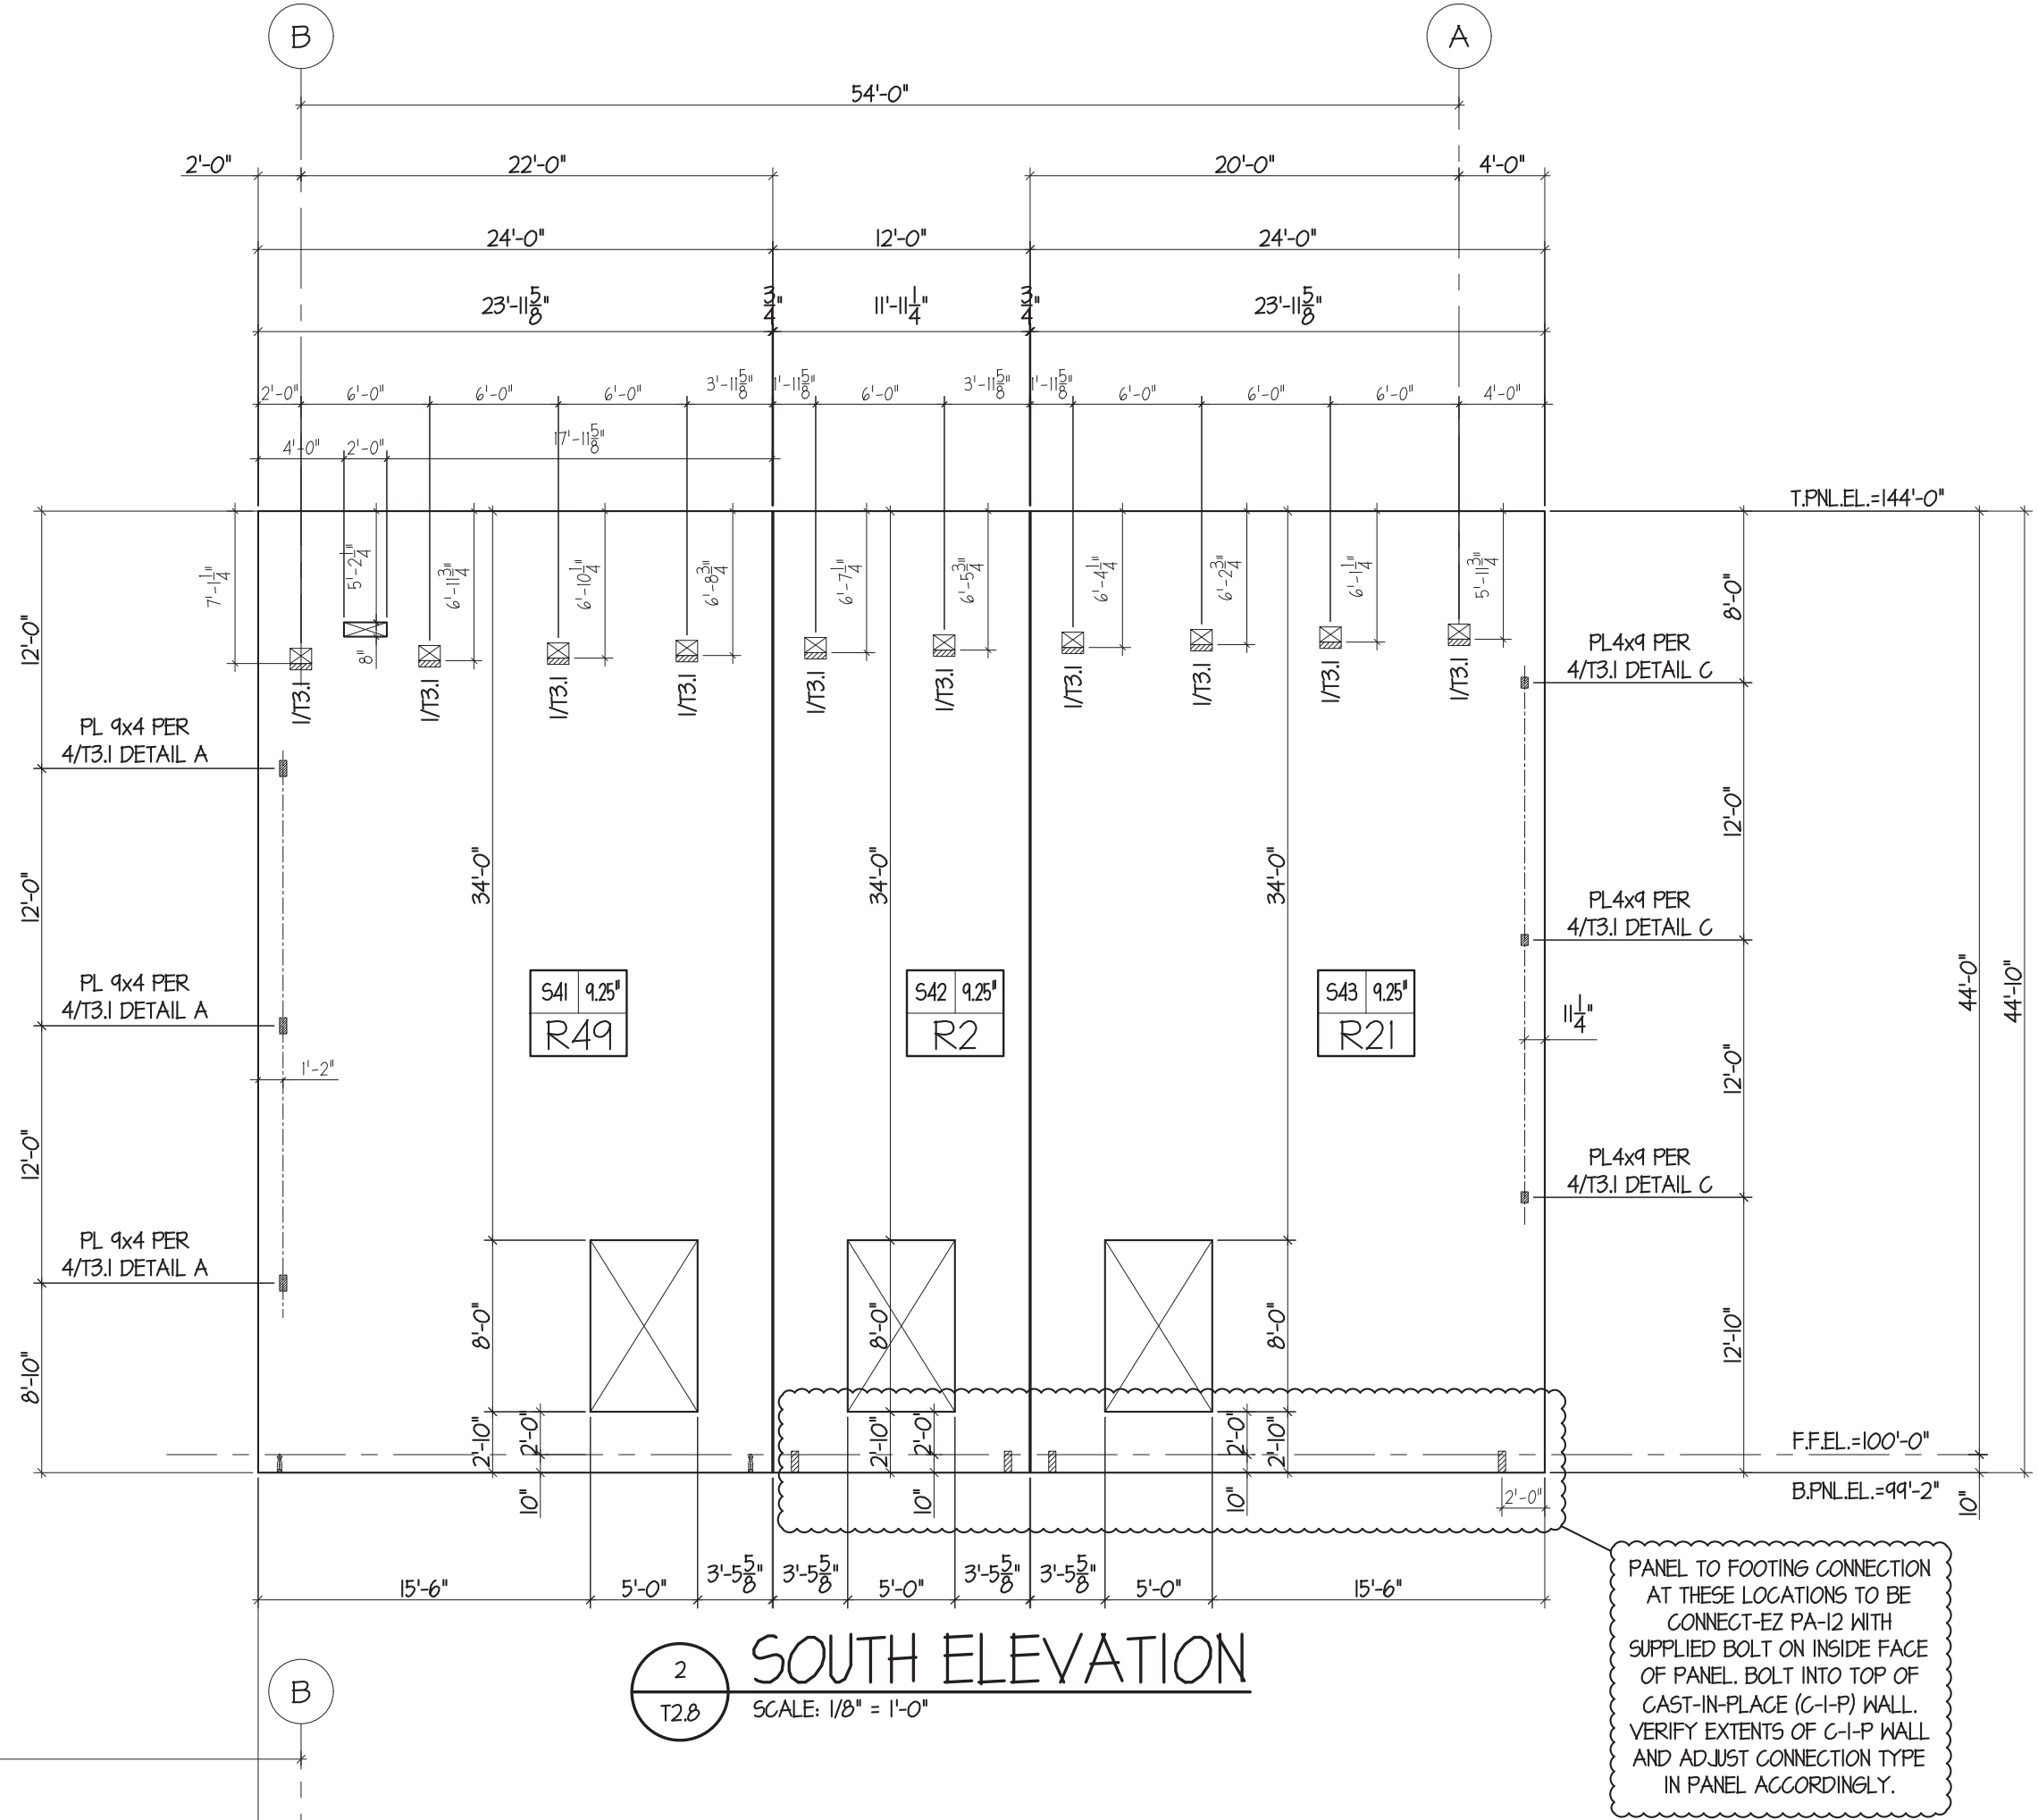 B
A
54'-0"
2'-0"
22'-0"
20'-0"
4'-0"
24'-0"
12'-0"
24'-0"
23'-11 5/8"
3/4"
11'-11 1/4"
3/4"
23'-11 5/8"
2'-0"
6'-0"
6'-0"
6'-0"
3'-11 5/8"
1'-11 5/8"
6'-0"
3'-11 5/8"
1'-11 5/8"
6'-0"
6'-0"
6'-0"
4'-0"
4'-0"
2'-0"
17'-11 5/8"
T.PNL.EL.=144'-0"
7'-1 1/4"
5'-2 1/4"
6'-11 3/4"
6'-10 1/4"
6'-8 3/4"
6'-7 1/4"
6'-5 3/4"
6'-4 1/4"
6'-2 3/4"
6'-1 1/4"
5'-11 3/4"
8"
1/T3.1
1/T3.1
1/T3.1
1/T3.1
1/T3.1
1/T3.1
1/T3.1
1/T3.1
1/T3.1
1/T3.1
12'-0"
12'-0"
12'-0"
8'-10"
PL 9x4 PER
4/T3.1 DETAIL A
PL 9x4 PER
4/T3.1 DETAIL A
PL 9x4 PER
4/T3.1 DETAIL A
1'-2"
34'-0"
34'-0"
34'-0"
S41 9.25"
R49
S42 9.25"
R2
S43 9.25"
R21
8'-0"
8'-0"
8'-0"
2'-10"
2'-0"
10"
2'-10"
2'-0"
10"
2'-0"
2'-10"
10"
2'-0"
PL4x9 PER
4/T3.1 DETAIL C
PL4x9 PER
4/T3.1 DETAIL C
PL4x9 PER
4/T3.1 DETAIL C
11 1/4"
8'-0"
12'-0"
12'-0"
12'-10"
44'-0"
44'-10"
F.F.EL.=100'-0"
B.PNL.EL.=99'-2"
10"
15'-6"
5'-0"
3'-5 5/8"
3'-5 5/8"
5'-0"
3'-5 5/8"
3'-5 5/8"
5'-0"
15'-6"
PANEL TO FOOTING CONNECTION
AT THESE LOCATIONS TO BE
CONNECT-EZ PA-12 WITH
SUPPLIED BOLT ON INSIDE FACE
OF PANEL. BOLT INTO TOP OF
CAST-IN-PLACE (C-I-P) WALL.
VERIFY EXTENTS OF C-I-P WALL
AND ADJUST CONNECTION TYPE
IN PANEL ACCORDINGLY.
2
T2.8
SOUTH ELEVATION
SCALE: 1/8" = 1'-0"
B